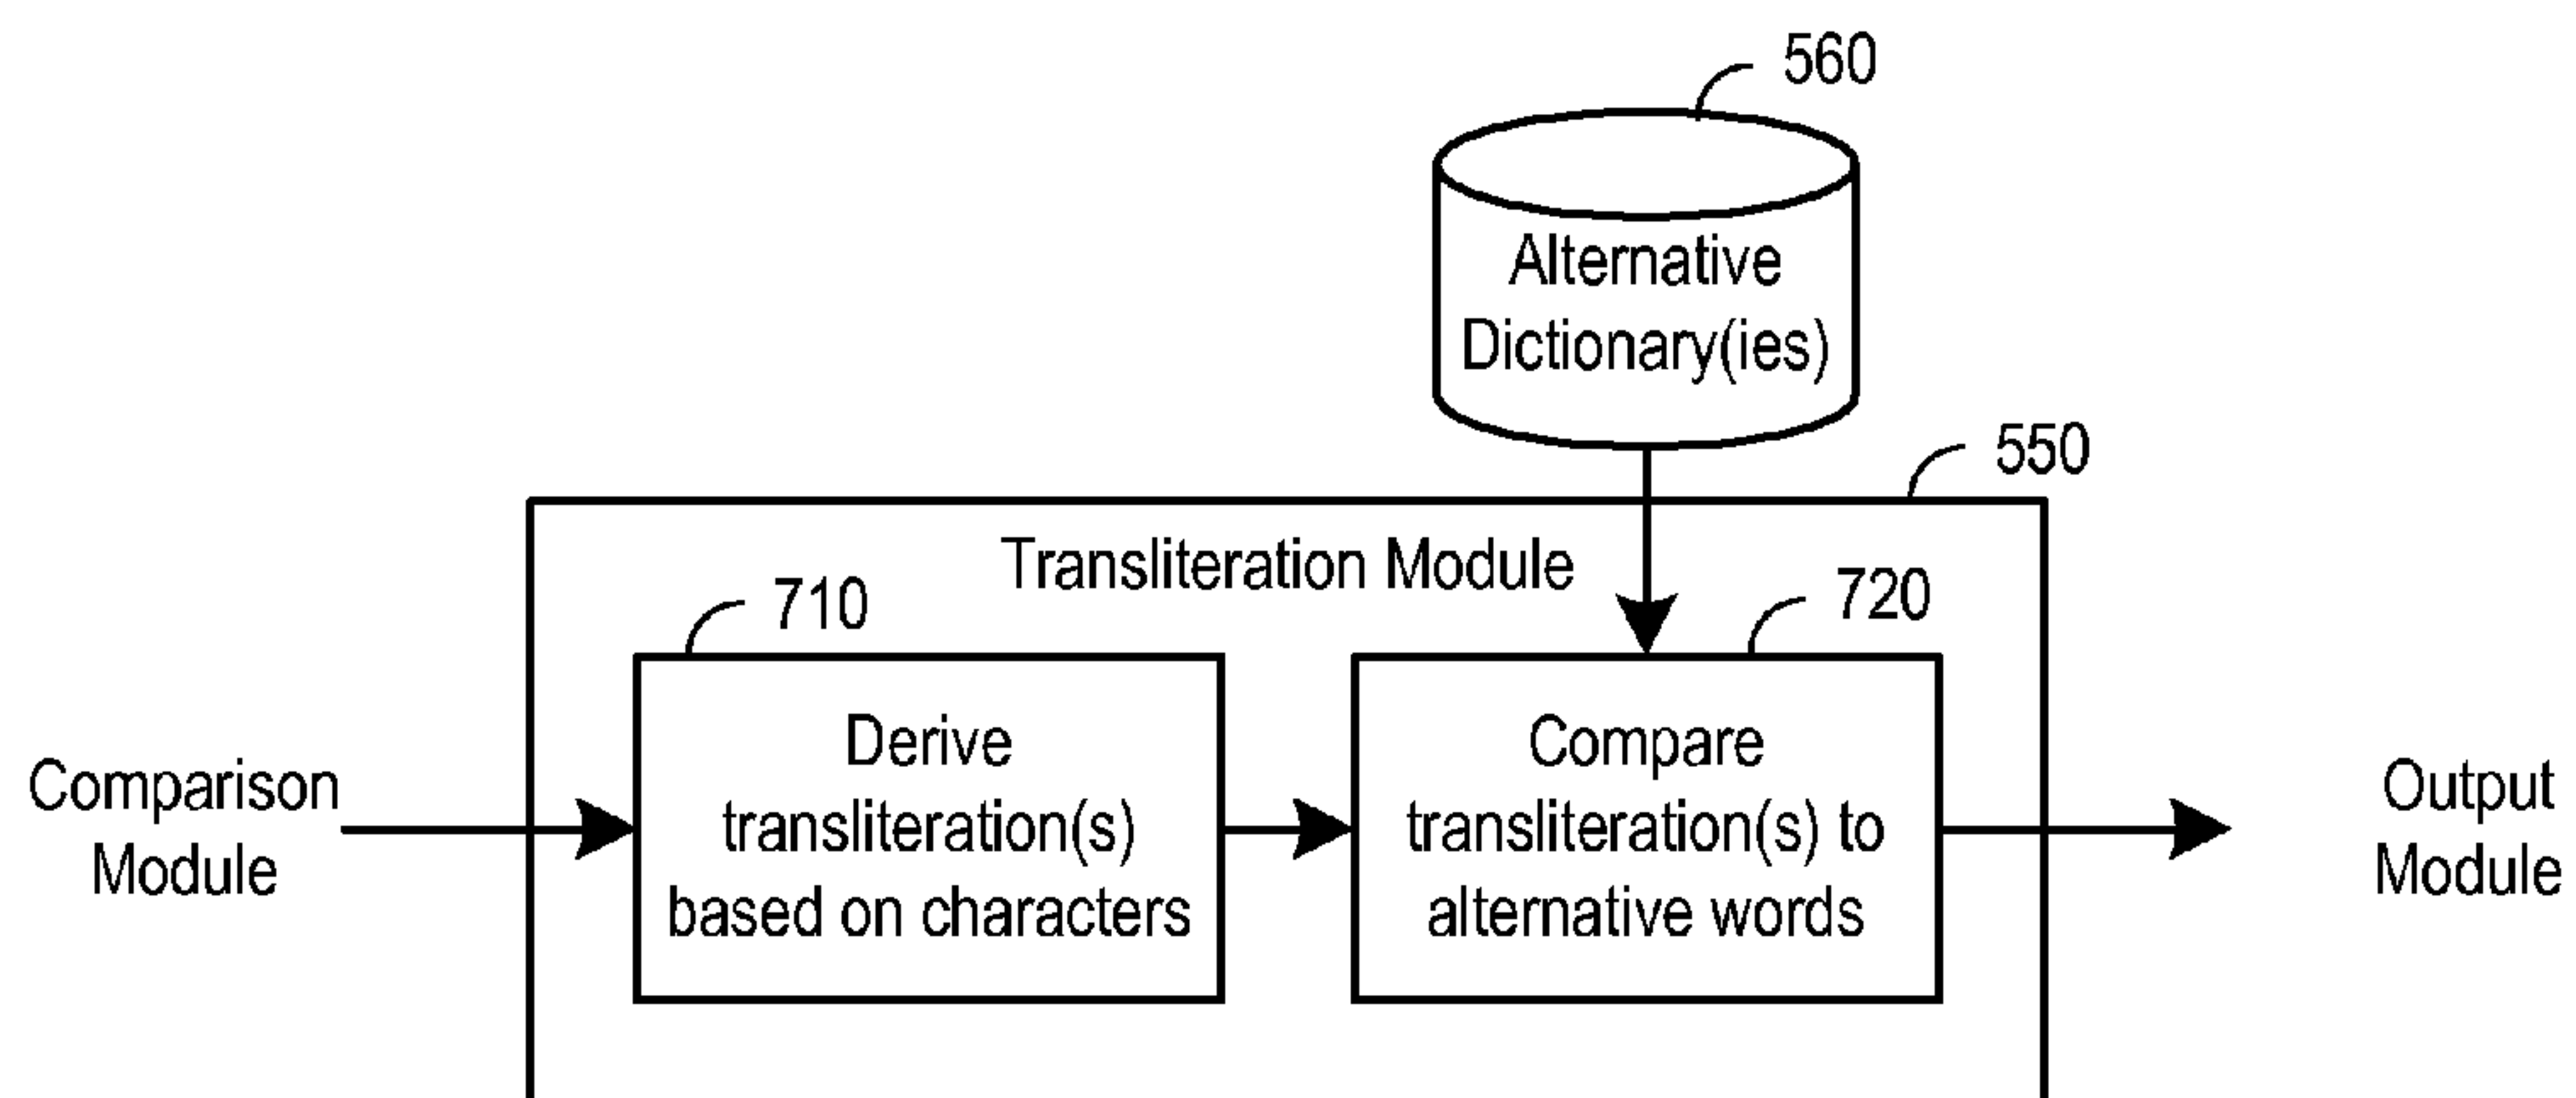 560
Alternative
Dictionary(ies)
550
Transliteration Module
710
720
Comparison
Module
Derive
transliteration(s)
based on characters
Compare
transliteration(s) to
alternative words
Output
Module